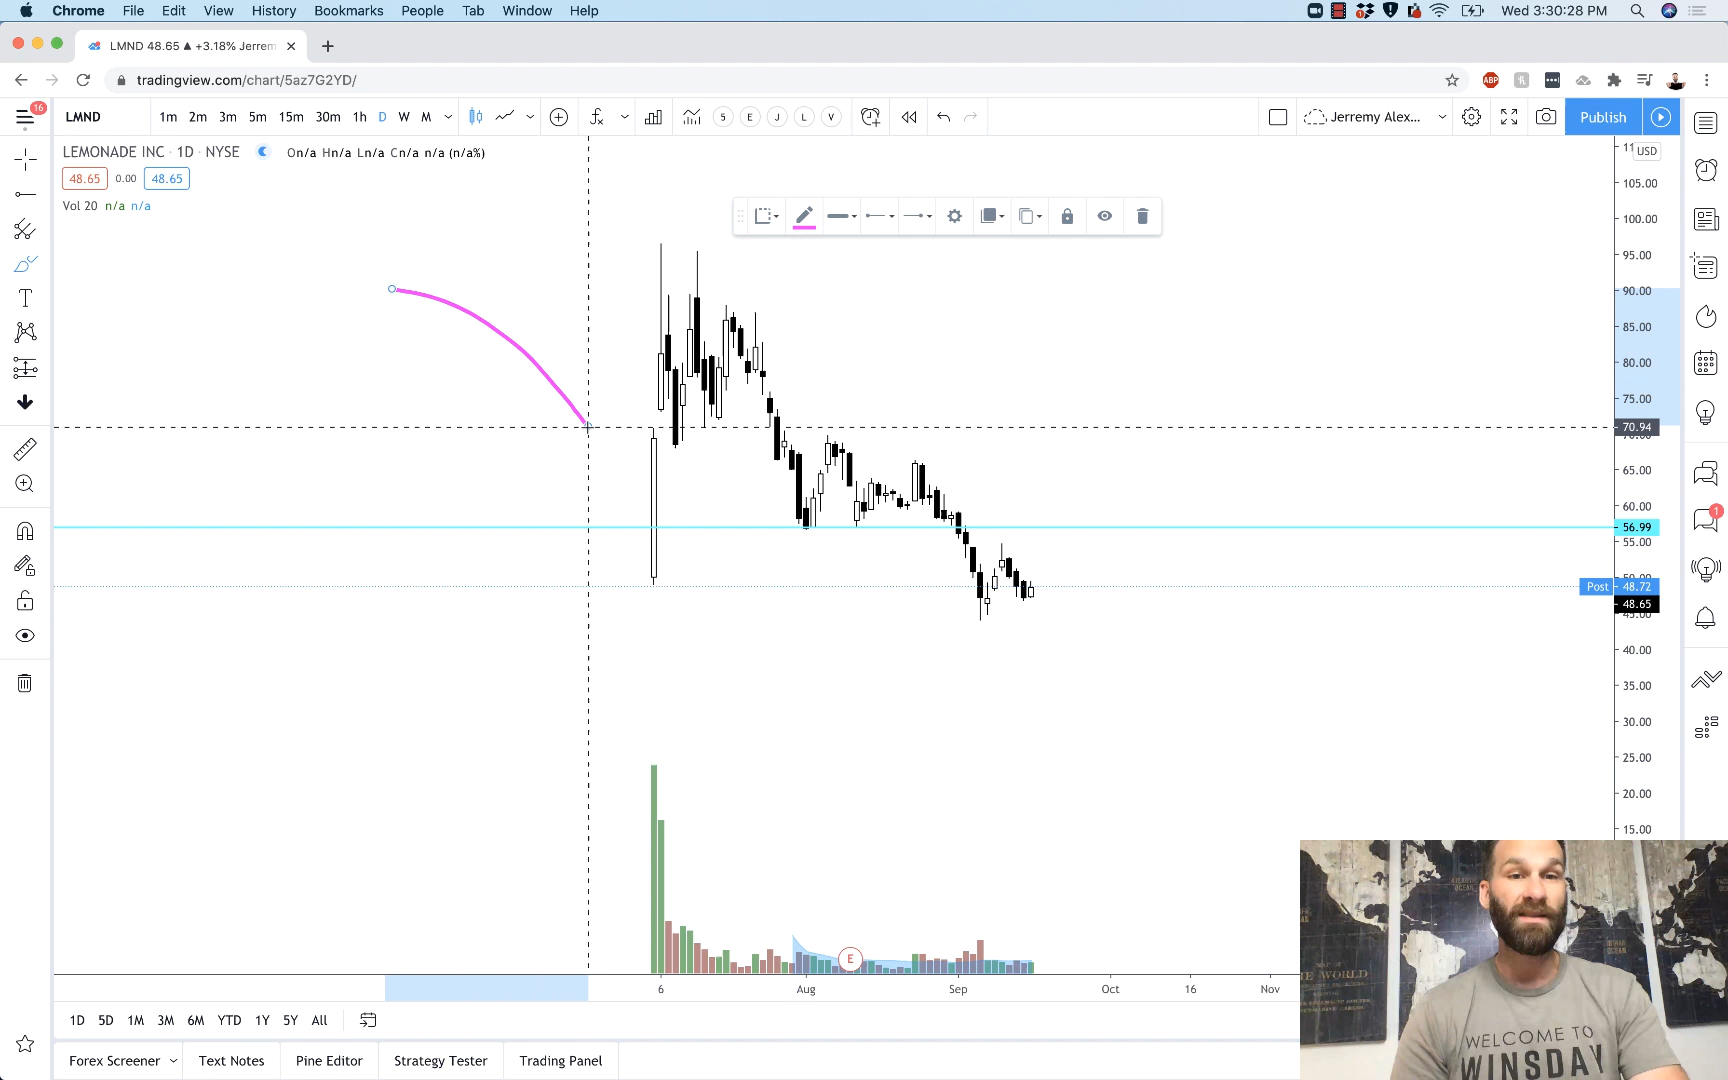 Chrome File Edit View History Bookmarks People Tab Window Help Wed 3:30:28 PM
LMND 48.65 ▲ +3.18% Jerrem
tradingview.com/chart/5az7G2YD/
ABP
16
LMND 1m 2m 3m 5m 15m 30m 1h D W M 5 E J L V Jeremy Alex... Publish
LEMONADE INC · 1D · NYSE On/a Hn/a Ln/a Cn/a n/a (n/a%)
USD
48.65 0.00 48.65
Vol 20 n/a n/a
105.00
100.00
95.00
90.00
85.00
80.00
75.00
70.94
65.00
60.00
56.99
55.00
Post 48.72
48.65
40.00
35.00
30.00
25.00
20.00
15.00
1
E
6 Aug Sep Oct 16 Nov
1D 5D 1M 3M 6M YTD 1Y 5Y All
Forex Screener Text Notes Pine Editor Strategy Tester Trading Panel
WELCOME TO
WINSDAY